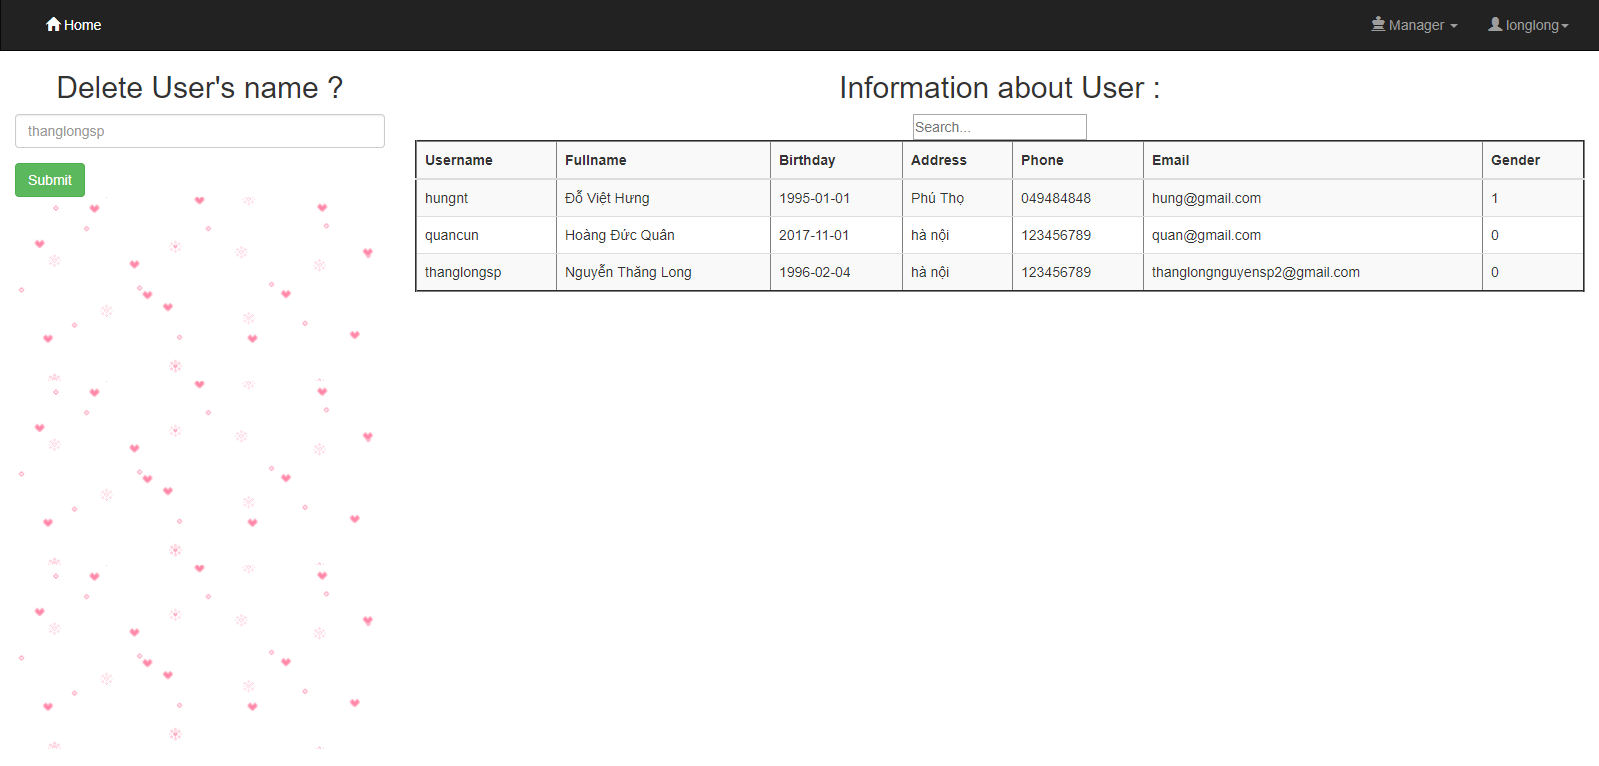 Home Manager longlong
Delete User's name ?
thanglongsp
Submit
Information about User :
Search...
Username Fullname Birthday Address Phone Email Gender
hungnt Đỗ Việt Hưng 1995-01-01 Phú Thọ 049484848 hung@gmail.com 1
quancun Hoàng Đức Quân 2017-11-01 hà nội 123456789 quan@gmail.com 0
thanglongsp Nguyễn Thăng Long 1996-02-04 hà nội 123456789 thanglongnguyensp2@gmail.com 0